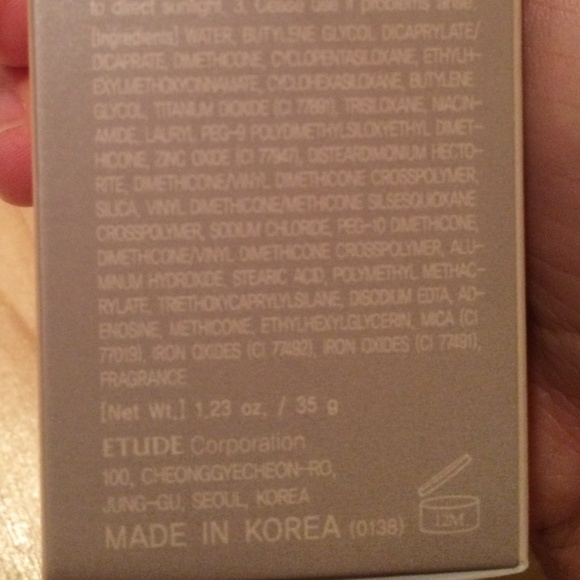 to direct sunlight. 3. Cease use if problems arise.
[Ingredients] WATER, BUTYLENE GLYCOL DICAPRYLATE/
DICAPRATE, DIMETHICONE, CYCLOPENTASILOXANE, ETHYLH-
EXYLMETHOXYCINNAMATE, CYCLOHEXASILOXANE, BUTYLENE
GLYCOL, TITANIUM DIOXIDE (CI 77891), TRISILOXANE, NIACIN-
AMIDE, LAURYL PEG-9 POLYDIMETHYLSILOXYETHYL DIMET-
HICONE, ZINC OXIDE (CI 77947), DISTEARDIMONIUM HECTO-
RITE, DIMETHICONE/VINYL DIMETHICONE CROSSPOLYMER,
SILICA, VINYL DIMETHICONE/METHICONE SILSESQUIOXANE
CROSSPOLYMER, SODIUM CHLORIDE, PEG-10 DIMETHICONE,
DIMETHICONE/VINYL DIMETHICONE CROSSPOLYMER, ALU-
MINUM HYDROXIDE, STEARIC ACID, POLYMETHYL METHAC-
RYLATE, TRIETHOXYCAPRYLYLSILANE, DISODIUM EDTA, AD-
ENOSINE, METHICONE, ETHYLHEXYLGLYCERIN, MICA (CI
77019), IRON OXIDES (CI 77492), IRON OXIDES (CI 77491),
FRAGRANCE
[Net Wt.] 1.23 oz. / 35 g
ETUDE Corporation
100, CHEONGGYECHEON-RO,
JUNG-GU, SEOUL, KOREA
MADE IN KOREA (0138)
12M